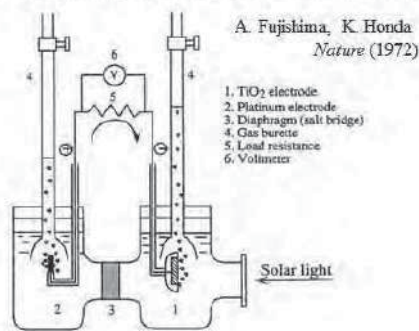 A. Fujishima, K. Honda
Nature (1972)
6
V
4
5
4
1. TiO2 electrode
2. Platinum electrode
3. Diaphragm (salt bridge)
4. Gas burette
5. Load resistance
6. Voltmeter
Solar light
2
3
1